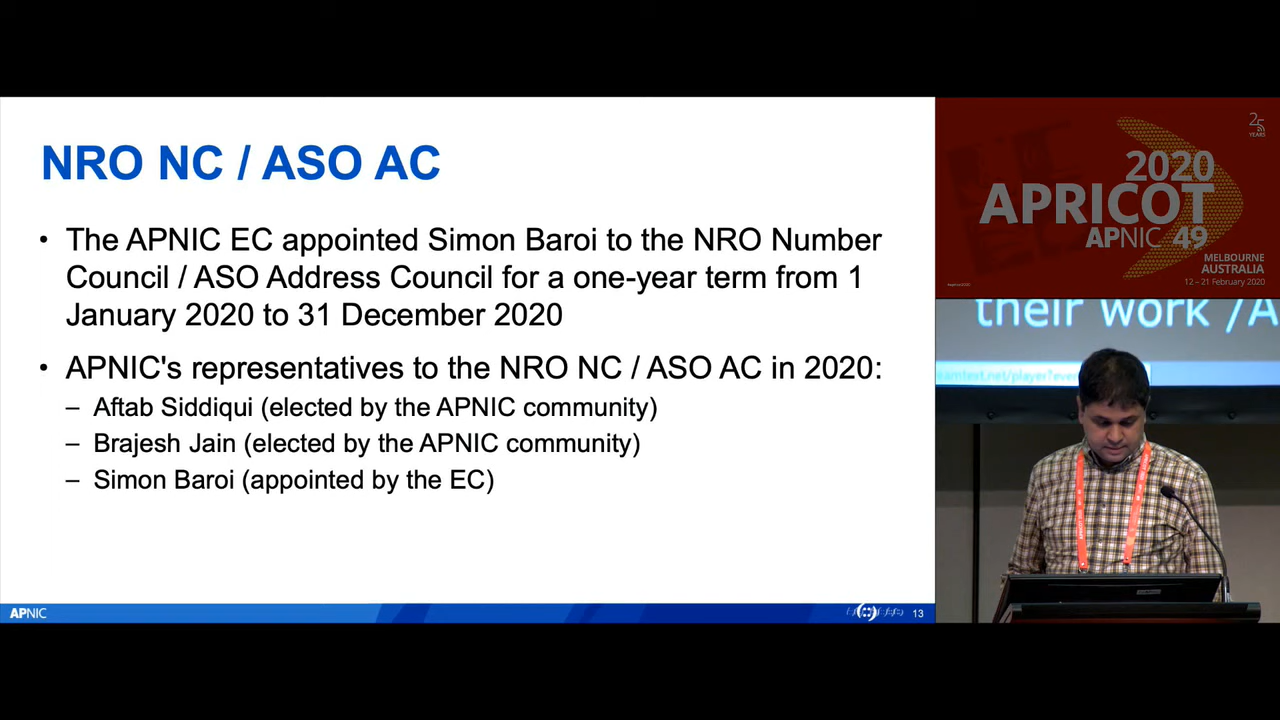 NRO NC / ASO AC
• The APNIC EC appointed Simon Baroi to the NRO Number
Council / ASO Address Council for a one-year term from 1
January 2020 to 31 December 2020
• APNIC's representatives to the NRO NC / ASO AC in 2020:
– Aftab Siddiqui (elected by the APNIC community)
– Brajesh Jain (elected by the APNIC community)
– Simon Baroi (appointed by the EC)
APNIC
13
25
YEARS
2020
APRICOT
APNIC 49
MELBOURNE
AUSTRALIA
12 – 21 February 2020
their work /A